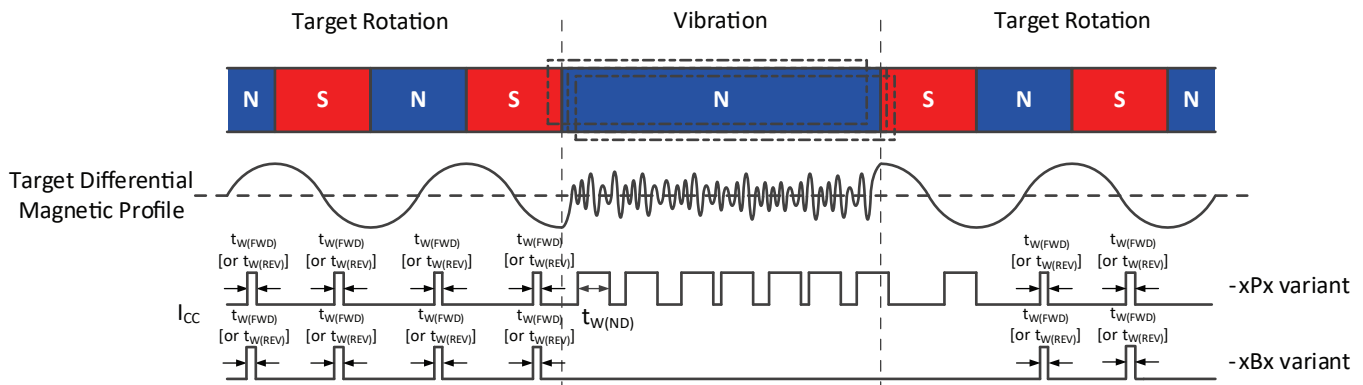 Target Rotation Vibration Target Rotation
N S N S N S N S N
Target Differential
Magnetic Profile
tW(FWD) tW(FWD) tW(FWD) tW(FWD) tW(FWD) tW(FWD)
[or tW(REV)] [or tW(REV)] [or tW(REV)] [or tW(REV)] [or tW(REV)] [or tW(REV)]
-xPx variant
ICC
tW(ND)
tW(FWD) tW(FWD) tW(FWD) tW(FWD) tW(FWD) tW(FWD)
[or tW(REV)] [or tW(REV)] [or tW(REV)] [or tW(REV)] [or tW(REV)] [or tW(REV)]
-xBx variant